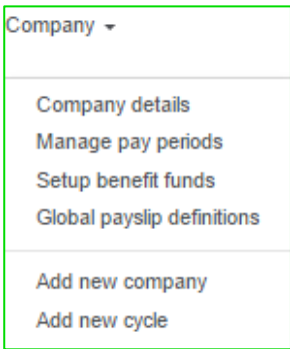 Company
Company details
Manage pay periods
Setup benefit funds
Global payslip definitions
Add new company
Add new cycle